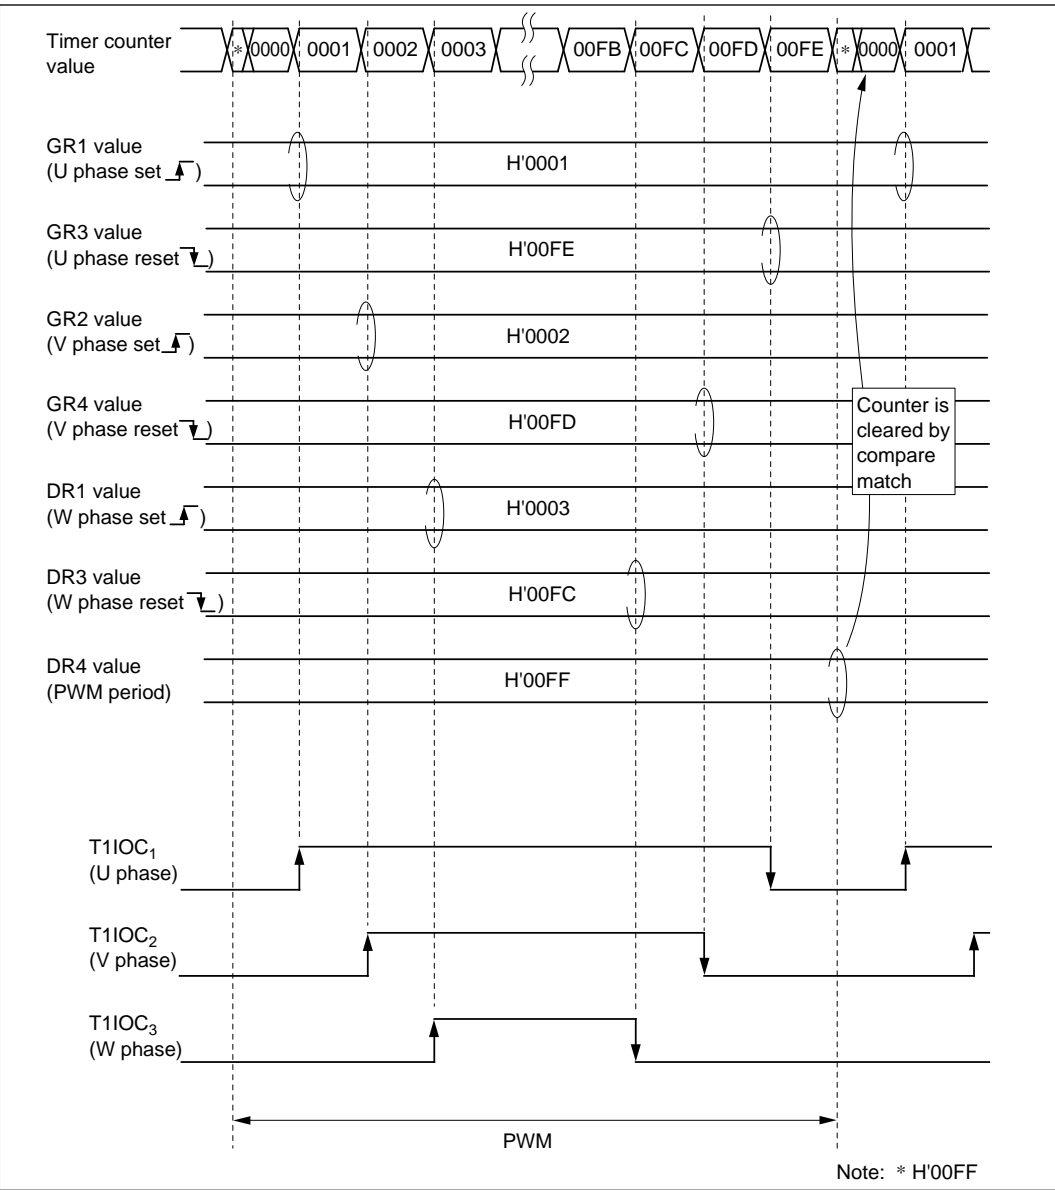 Timer counter
value
* 0000 0001 0002 0003 00FB 00FC 00FD 00FE * 0000 0001
GR1 value
(U phase set )
H'0001
GR3 value
(U phase reset )
H'00FE
GR2 value
(V phase set )
H'0002
GR4 value
(V phase reset )
H'00FD
Counter is
cleared by
compare
match
DR1 value
(W phase set )
H'0003
DR3 value
(W phase reset )
H'00FC
DR4 value
(PWM period)
H'00FF
T1IOC1
(U phase)
T1IOC2
(V phase)
T1IOC3
(W phase)
PWM
Note: * H'00FF